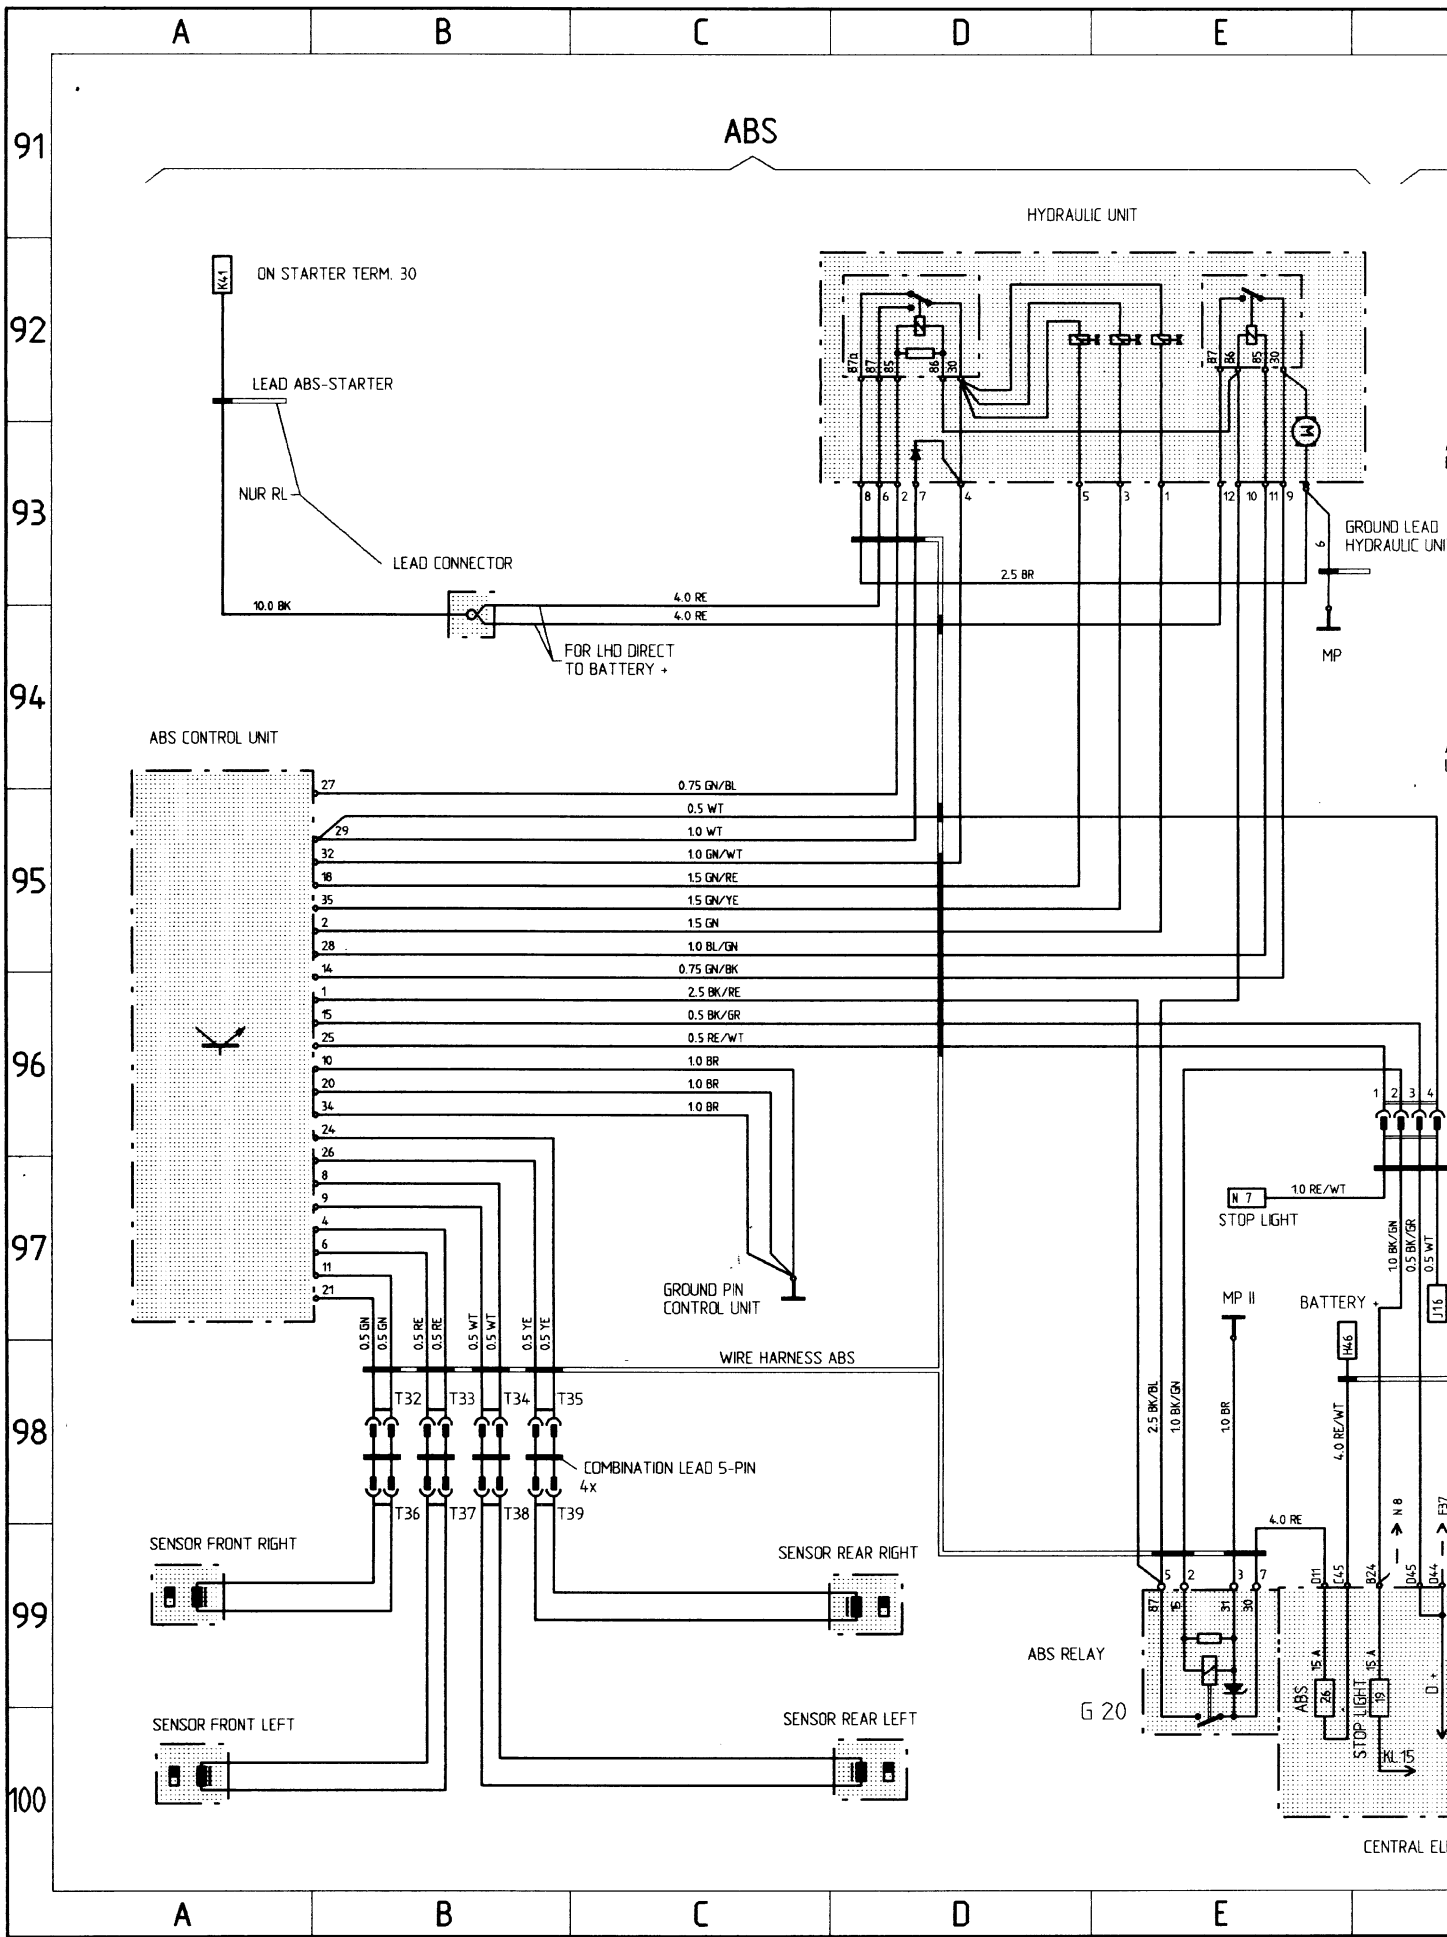 A B C D E
91
ABS
HYDRAULIC UNIT
K41 ON STARTER TERM. 30
92
87a 87 85 86 30
87 86 85 30
LEAD ABS-STARTER
M
NUR RL
8 6 2 7 4 5 3 1 12 10 11 9
93
GROUND LEAD
6 HYDRAULIC UNI
LEAD CONNECTOR
2.5 BR
10.0 BK
4.0 RE
4.0 RE
FOR LHD DIRECT
TO BATTERY +
MP
94
ABS CONTROL UNIT
27 0.75 GN/BL
0.5 WT
29 1.0 WT
32 1.0 GN/WT
95
18 1.5 GN/RE
35 1.5 GN/YE
2 1.5 GN
28 1.0 BL/GN
14 0.75 GN/BK
1 2.5 BK/RE
15 0.5 BK/GR
25 0.5 RE/WT
96
10 1.0 BR
20 1.0 BR
34 1.0 BR
1 2 3 4
24
26
8
9
4
6
11
21
N 7 1.0 RE/WT
STOP LIGHT
97
1.0 BK/GN 0.5 BK/GR 0.5 WT
GROUND PIN
CONTROL UNIT
MP II
BATTERY +
J16
H46
0.5 GN 0.5 GN 0.5 RE 0.5 RE 0.5 WT 0.5 WT 0.5 YE 0.5 YE
WIRE HARNESS ABS
T32 T33 T34 T35
98
2.5 BK/BL 1.0 BK/GN 1.0 BR 4.0 RE/WT
COMBINATION LEAD 5-PIN
4x
T36 T37 T38 T39
4.0 RE
N 8 F37
SENSOR FRONT RIGHT
SENSOR REAR RIGHT
5 2 3 7
D11 C45 B24 D45 D44
99
87 15 31 30
ABS RELAY
G 20
15 A 15 A
ABS 26 STOP LIGHT 19 D +
SENSOR FRONT LEFT
SENSOR REAR LEFT
KL.15
100
CENTRAL EL
A B C D E